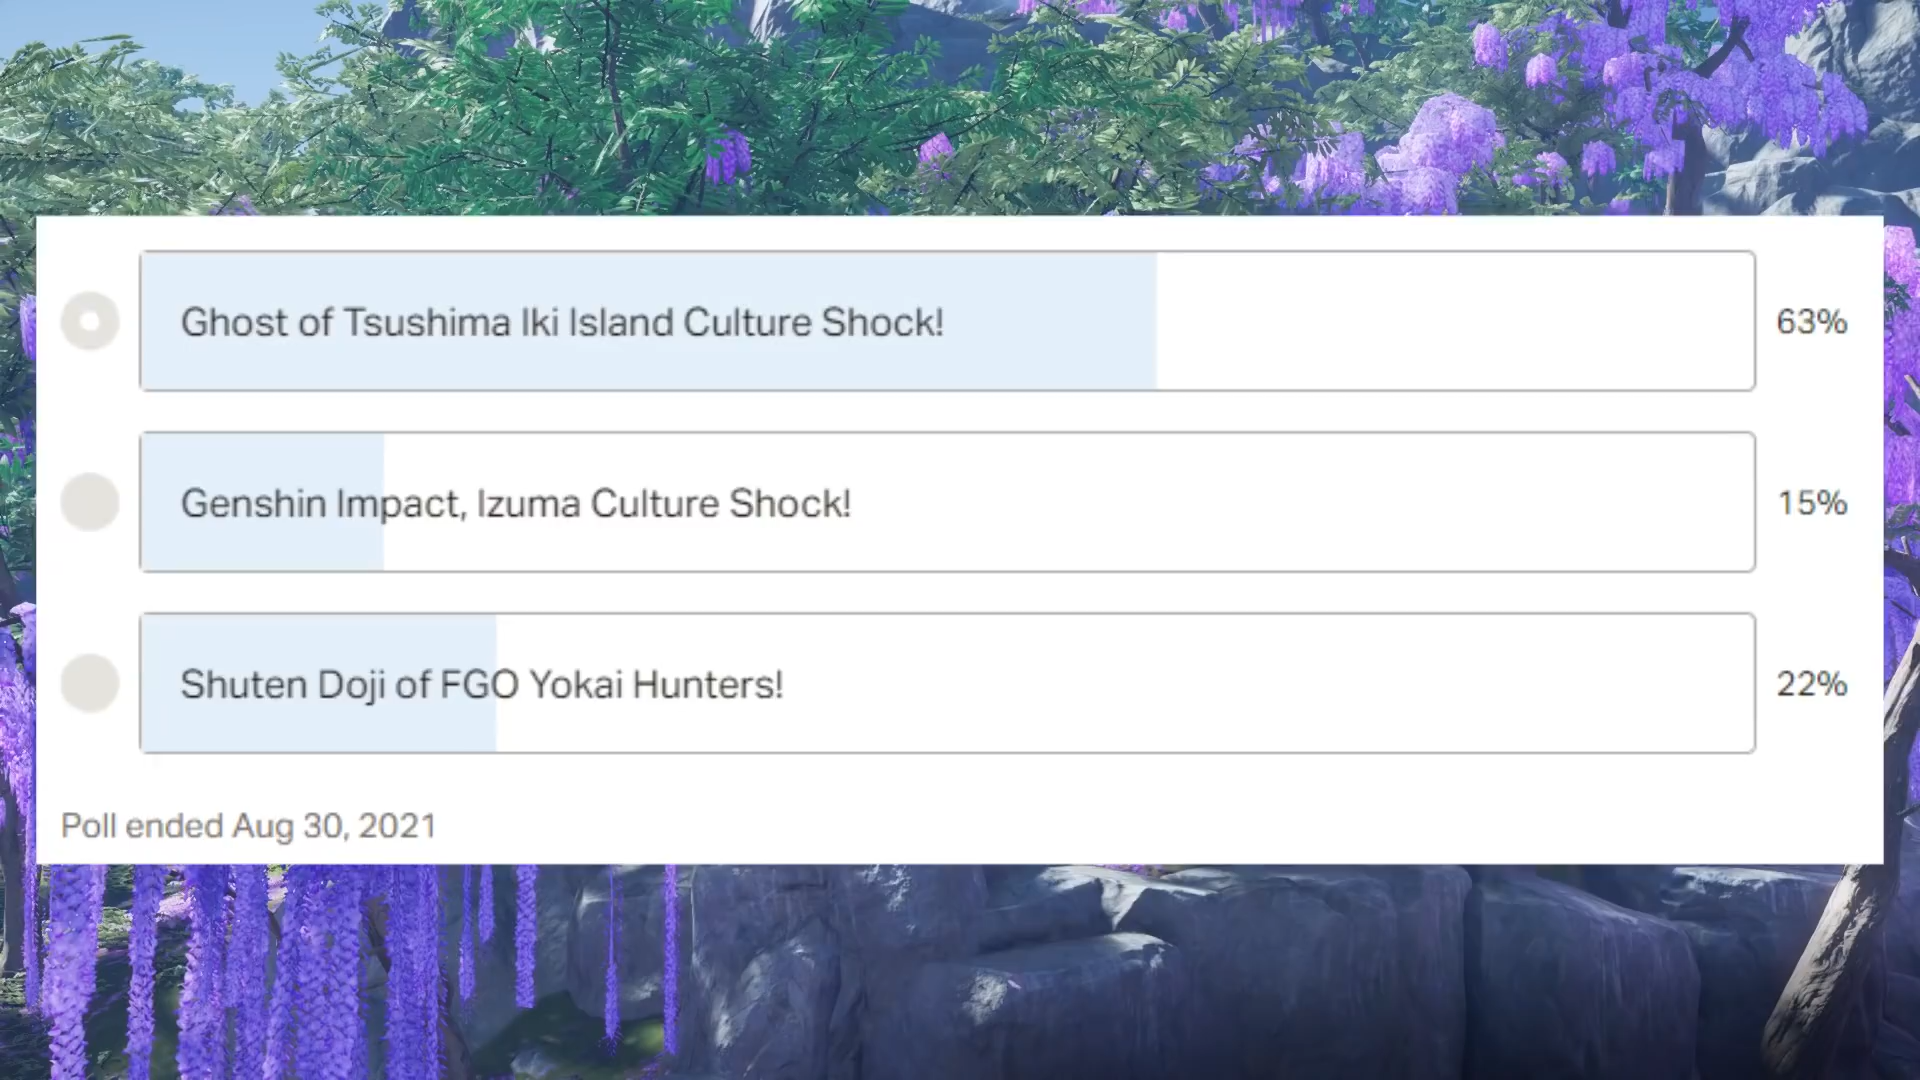 Ghost of Tsushima Iki Island Culture Shock!
63%
Genshin Impact, Izuma Culture Shock!
15%
Shuten Doji of FGO Yokai Hunters!
22%
Poll ended Aug 30, 2021